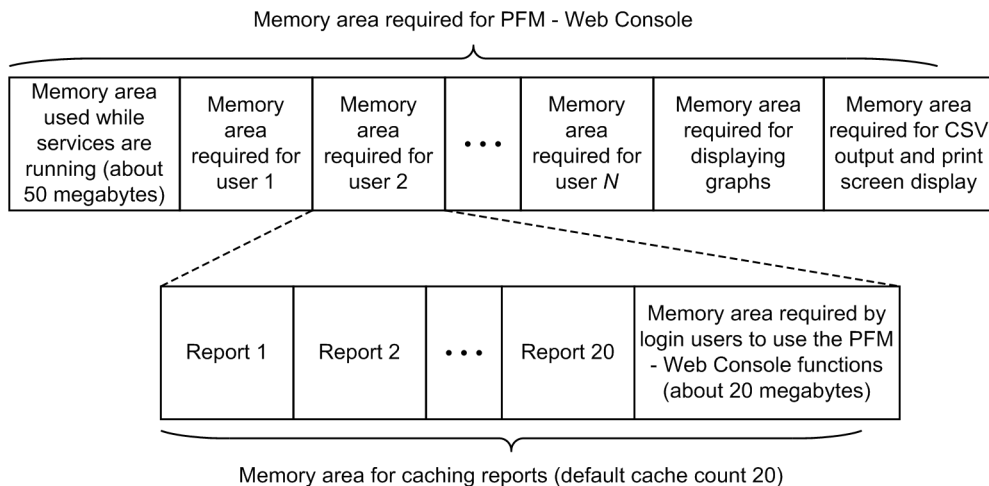 Memory area required for PFM - Web Console
Memory area
used while
services are
running (about
50 megabytes)
Memory
area
required for
user 1
Memory
area
required for
user 2
• • •
Memory
area
required for
user N
Memory area
required for
displaying
graphs
Memory area
required for CSV
output and print
screen display
Report 1
Report 2
• • •
Report 20
Memory area required by
login users to use the PFM
- Web Console functions
(about 20 megabytes)
Memory area for caching reports (default cache count 20)